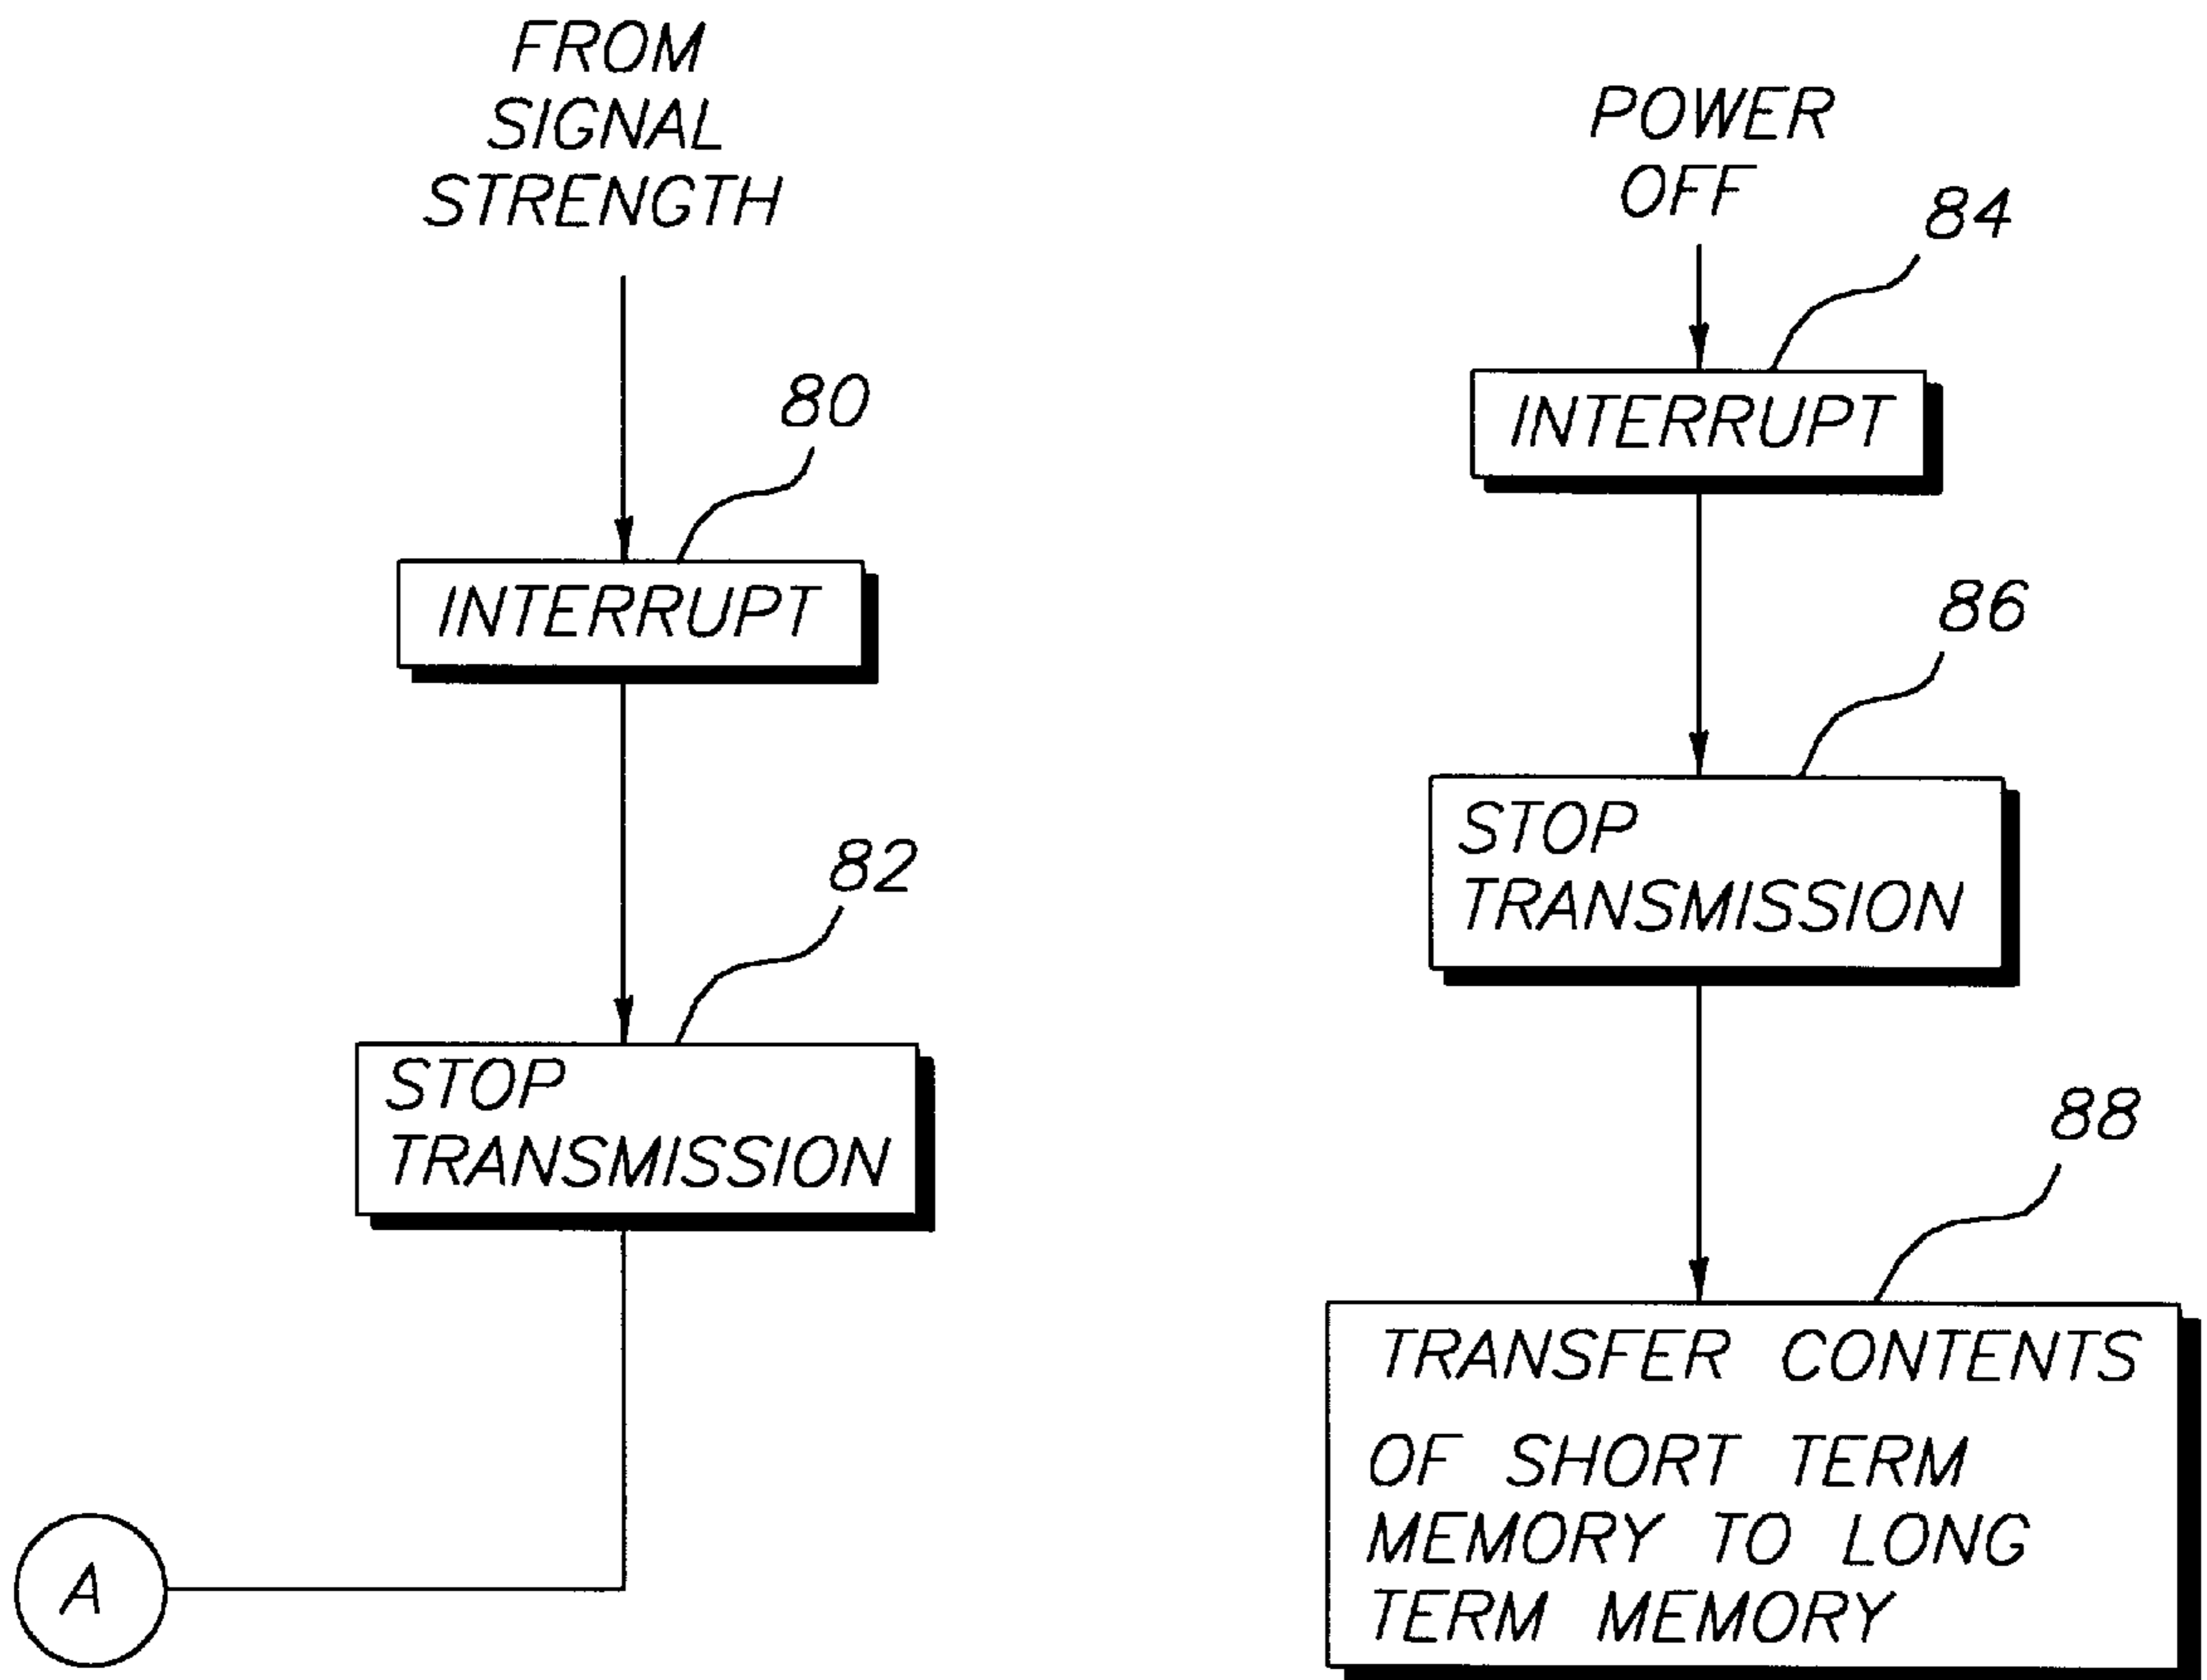 FROM
SIGNAL
STRENGTH
80
INTERRUPT
82
STOP
TRANSMISSION
A
POWER
OFF
84
INTERRUPT
86
STOP
TRANSMISSION
88
TRANSFER CONTENTS
OF SHORT TERM
MEMORY TO LONG
TERM MEMORY